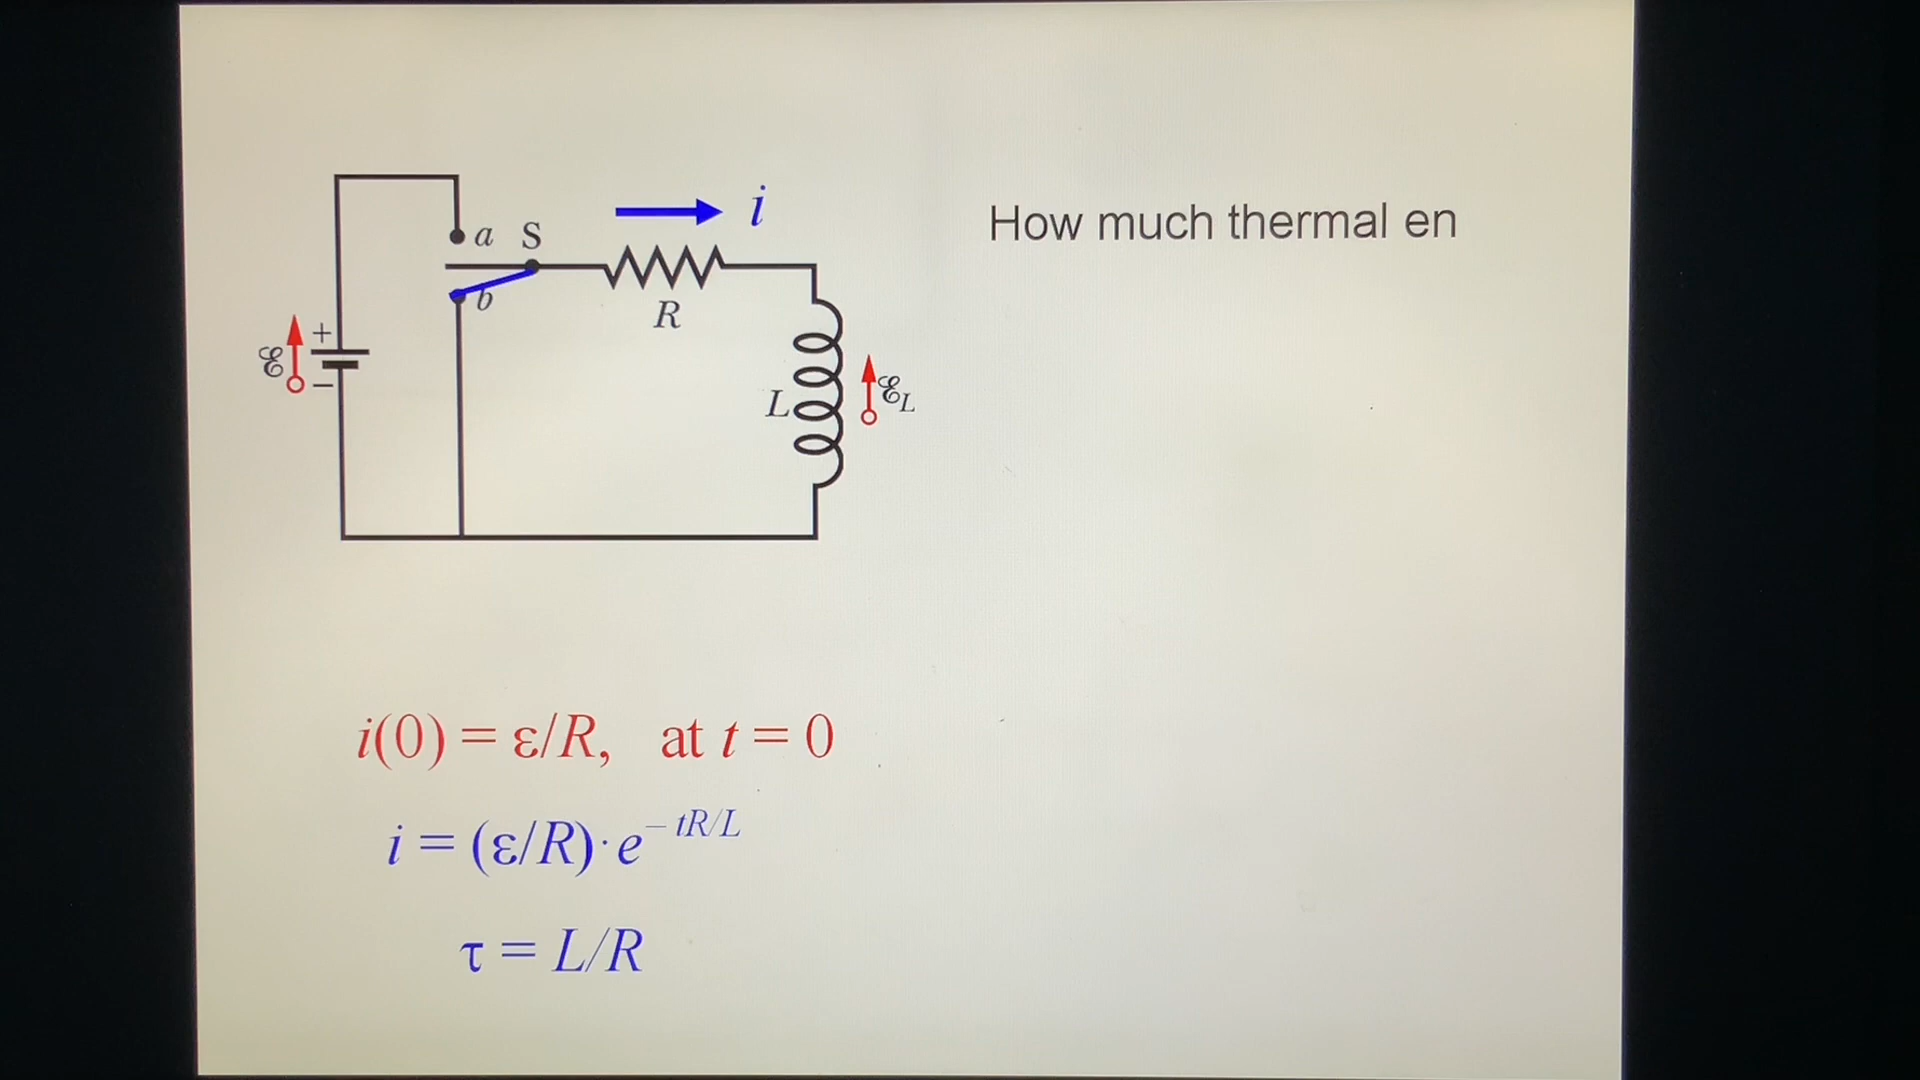 i
a S
b
R
+
ℰ
−
L
ℰL
How much thermal en
i(0) = ε/R, at t = 0
i = (ε/R)·e^− tR/L
τ = L/R